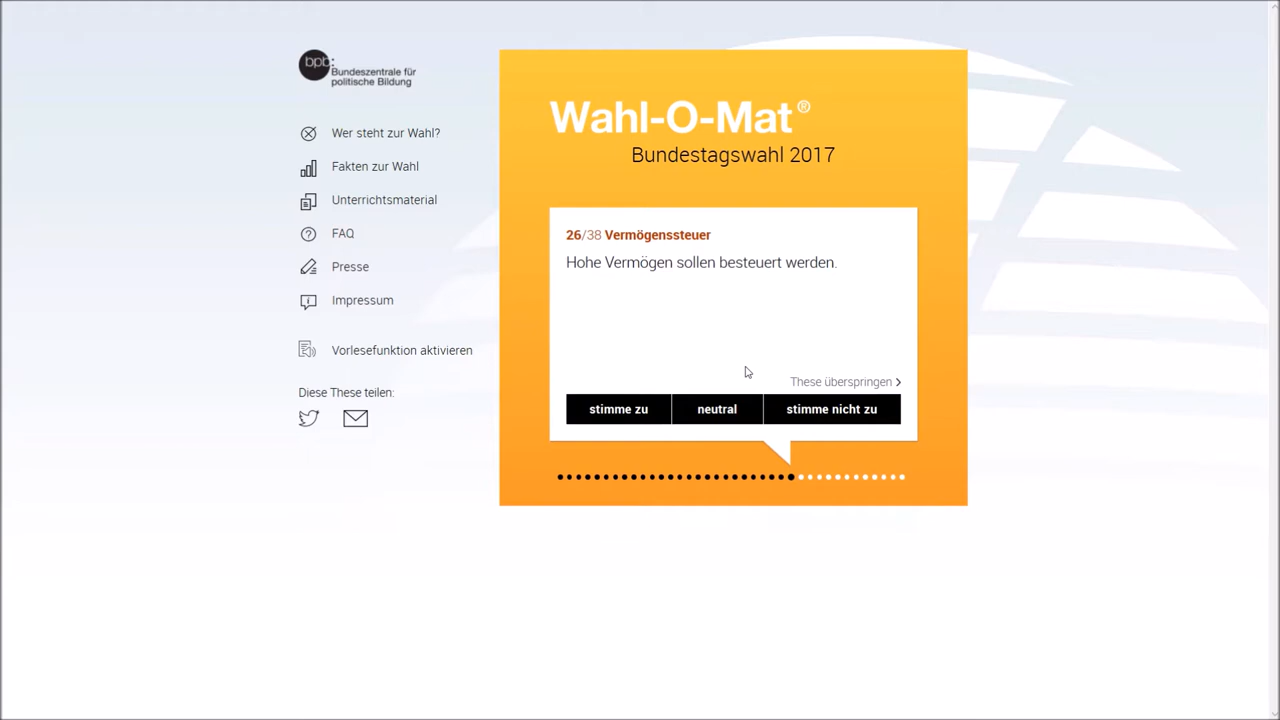 bpb:
Bundeszentrale für
politische Bildung
Wer steht zur Wahl?
Fakten zur Wahl
Unterrichtsmaterial
FAQ
Presse
Impressum
Vorlesefunktion aktivieren
Diese These teilen:
Wahl-O-Mat®
Bundestagswahl 2017
26/38 Vermögenssteuer
Hohe Vermögen sollen besteuert werden.
These überspringen
stimme zu
neutral
stimme nicht zu